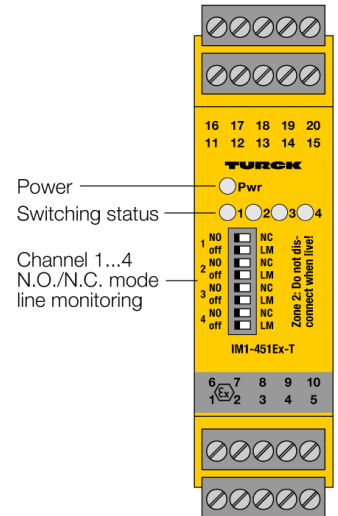 16 17 18 19 20
11 12 13 14 15
TURCK
Power
Pwr
Switching status
1 2 3 4
Channel 1...4
N.O./N.C. mode
line monitoring
1 NO NC
off LM
2 NO NC
off LM
3 NO NC
off LM
4 NO NC
off LM
Zone 2: Do not dis-
connect when live!
IM1-451Ex-T
6 7 8 9 10
Ex
1 2 3 4 5